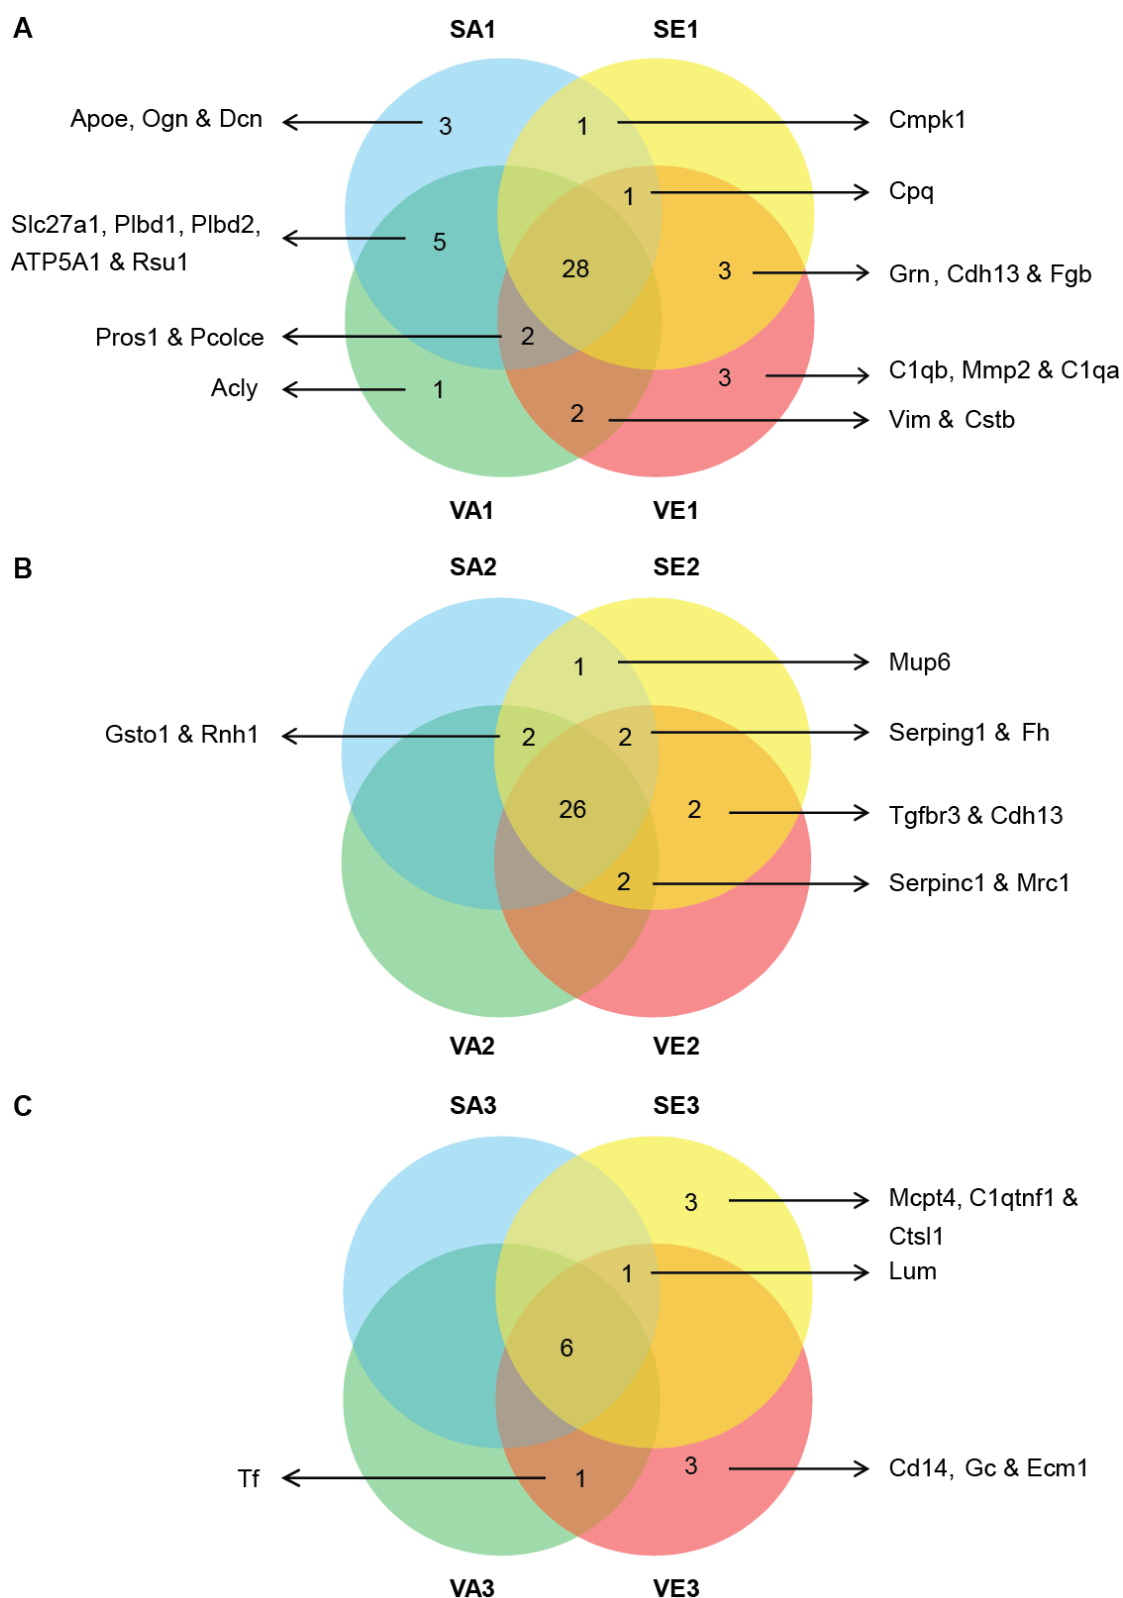 A
SA1
SE1
Apoe, Ogn & Dcn
3
1
Cmpk1
1
Cpq
Slc27a1, Plbd1, Plbd2,
ATP5A1 & Rsu1
5
28
3
Grn, Cdh13 & Fgb
Pros1 & Pcolce
2
Acly
1
3
C1qb, Mmp2 & C1qa
2
Vim & Cstb
VA1
VE1
B
SA2
SE2
1
Mup6
Gsto1 & Rnh1
2
2
Serping1 & Fh
26
2
Tgfbr3 & Cdh13
2
Serpinc1 & Mrc1
VA2
VE2
C
SA3
SE3
3
Mcpt4, C1qtnf1 &
Ctsl1
1
Lum
6
Tf
1
3
Cd14, Gc & Ecm1
VA3
VE3